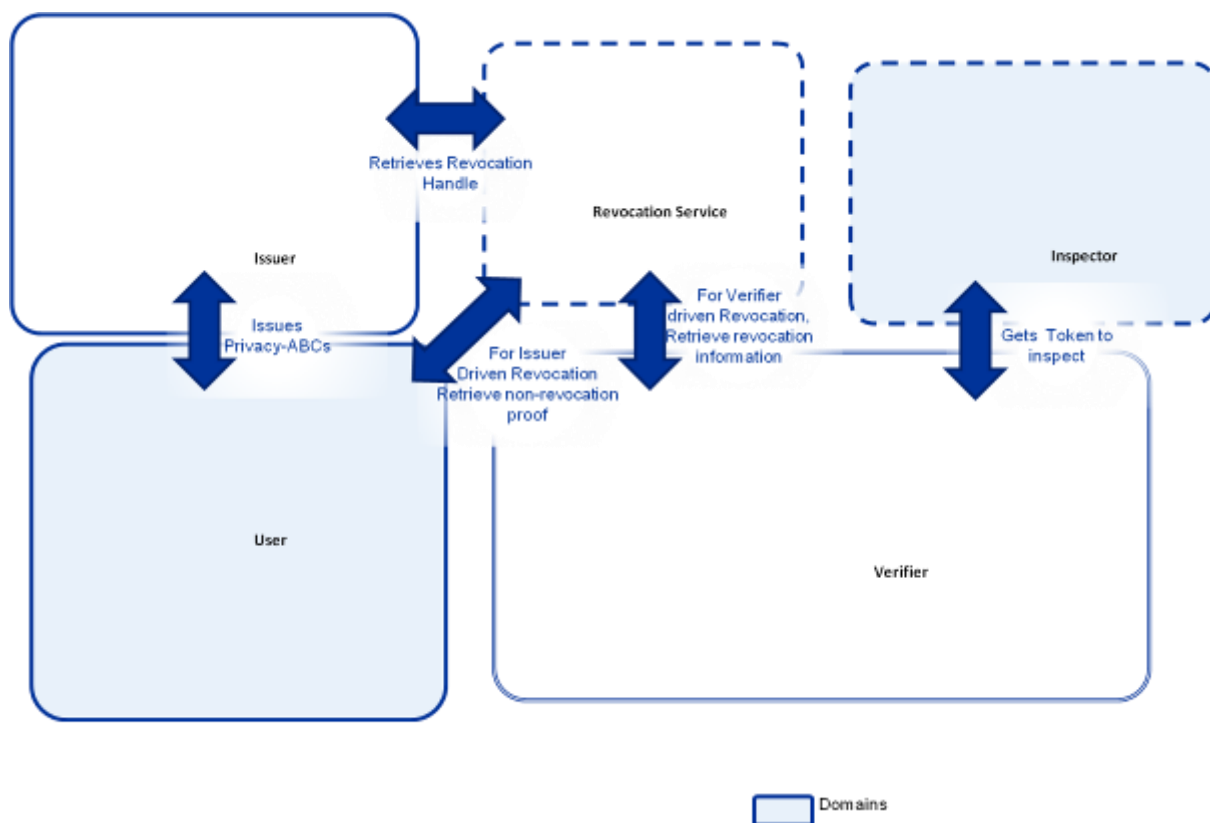 Retrieves Revocation
Handle
Revocation Service
Issuer
Inspector
Issues
Privacy-ABCs
For Verifier
driven Revocation,
Retrieve revocation
information
Gets Token to
inspect
For Issuer
Driven Revocation
Retrieve non-revocation
proof
User
Verifier
Domains